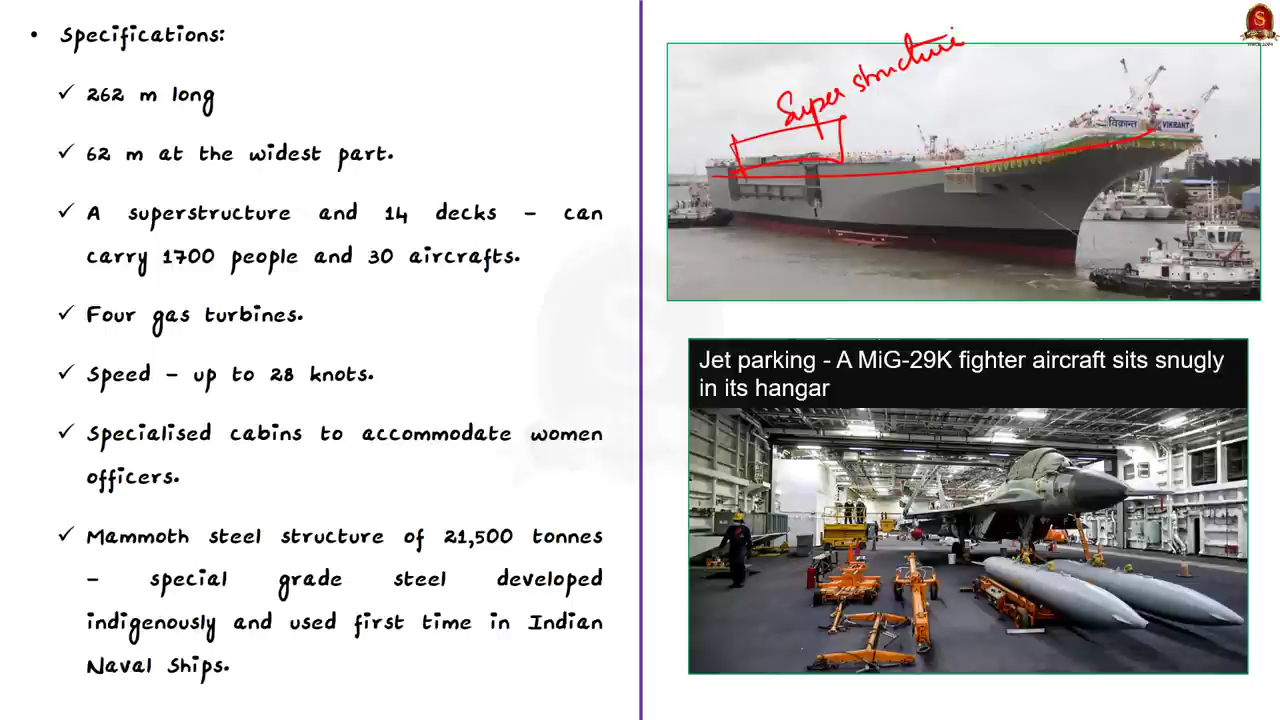 • Specifications:
✓ 262 m long
✓ 62 m at the widest part.
✓ A superstructure and 14 decks – can
carry 1700 people and 30 aircrafts.
✓ Four gas turbines.
✓ Speed – up to 28 knots.
✓ Specialised cabins to accommodate women
officers.
✓ Mammoth steel structure of 21,500 tonnes
– special grade steel developed
indigenously and used first time in Indian
Naval Ships.
Super structure
विक्रान्त VIKRANT
Jet parking - A MiG-29K fighter aircraft sits snugly
in its hangar
S